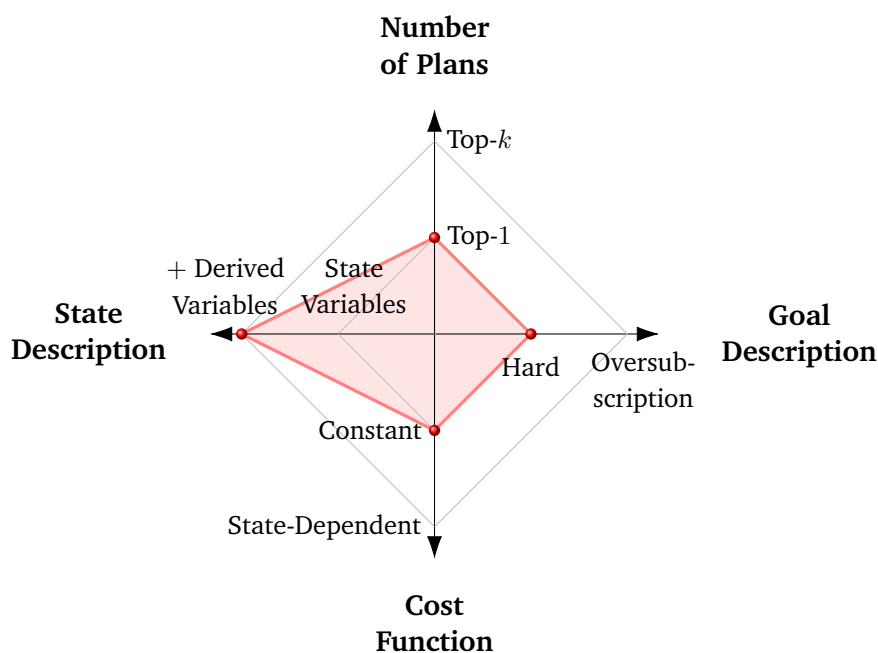 Number
of Plans
Top-k
Top-1
+ Derived
Variables
State
Variables
State
Description
Goal
Description
Hard
Oversub-
scription
Constant
State-Dependent
Cost
Function